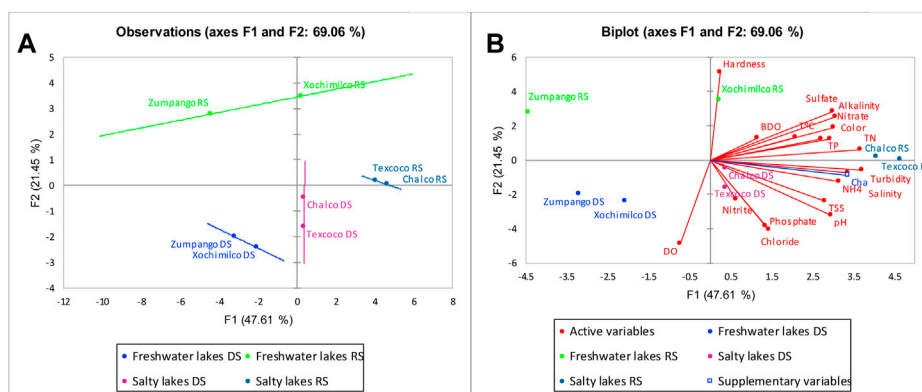 A
Observations (axes F1 and F2: 69.06 %)
F2 (21.45 %)
5
4
3
2
1
0
-1
-2
-3
-4
-12
-10
-8
-6
-4
-2
0
2
4
6
8
F1 (47.61 %)
Xochimilco RS
Zumpango RS
Texcoco RS
Chalco RS
Chalco DS
Texcoco DS
Zumpango DS
Xochimilco DS
Freshwater lakes DS
Freshwater lakes RS
Salty lakes DS
Salty lakes RS
B
Biplot (axes F1 and F2: 69.06 %)
F2 (21.45 %)
6
4
2
0
-2
-4
-6
-4.5
-3.5
-2.5
-1.5
-0.5
0.5
1.5
2.5
3.5
4.5
F1 (47.61 %)
Hardness
Zumpango RS
Xochimilco RS
Sulfate
Alkalinity
Nitrate
BDO
TºC
Color
TP
TN
Chalco RS
Texcoco
Chalco DS
Turbidity
Cha
Texcoco DS
NH4
Salinity
Zumpango DS
Xochimilco DS
Nitrite
TSS
pH
Phosphate
Chloride
DO
Active variables
Freshwater lakes DS
Freshwater lakes RS
Salty lakes DS
Salty lakes RS
Supplementary variables